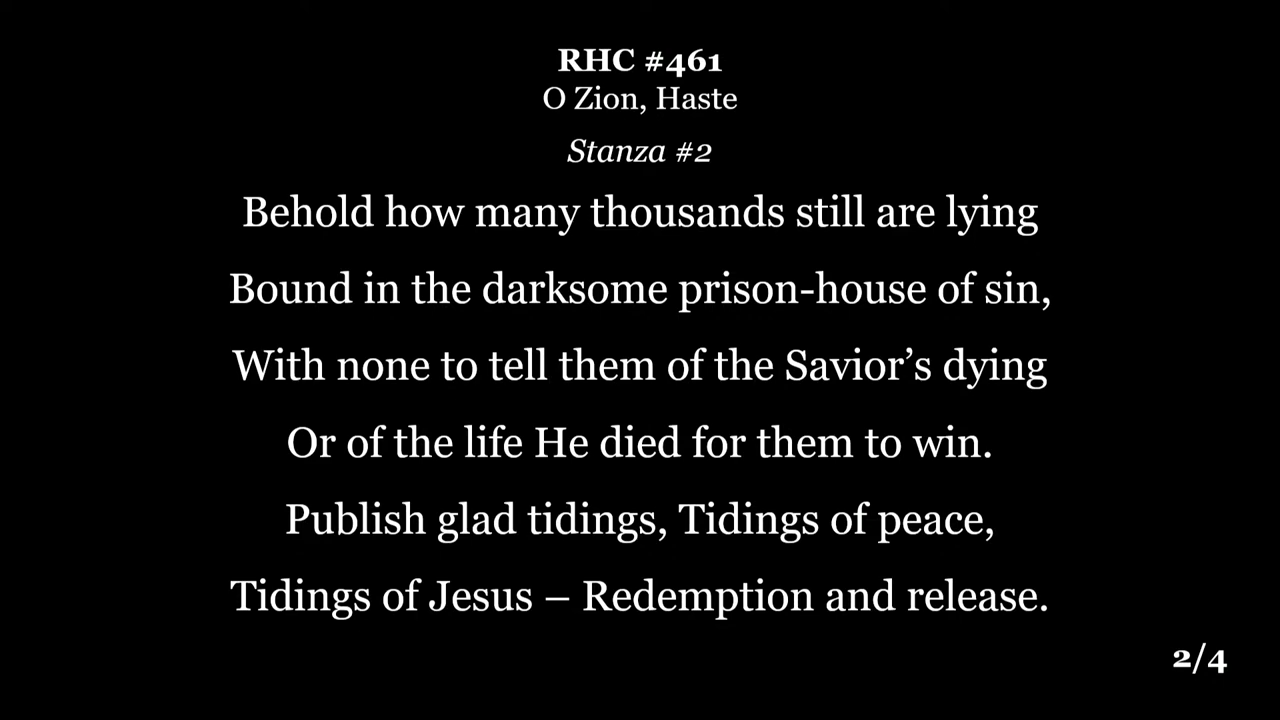 RHC #461
O Zion, Haste
Stanza #2
Behold how many thousands still are lying
Bound in the darksome prison-house of sin,
With none to tell them of the Savior’s dying
Or of the life He died for them to win.
Publish glad tidings, Tidings of peace,
Tidings of Jesus – Redemption and release.
2/4